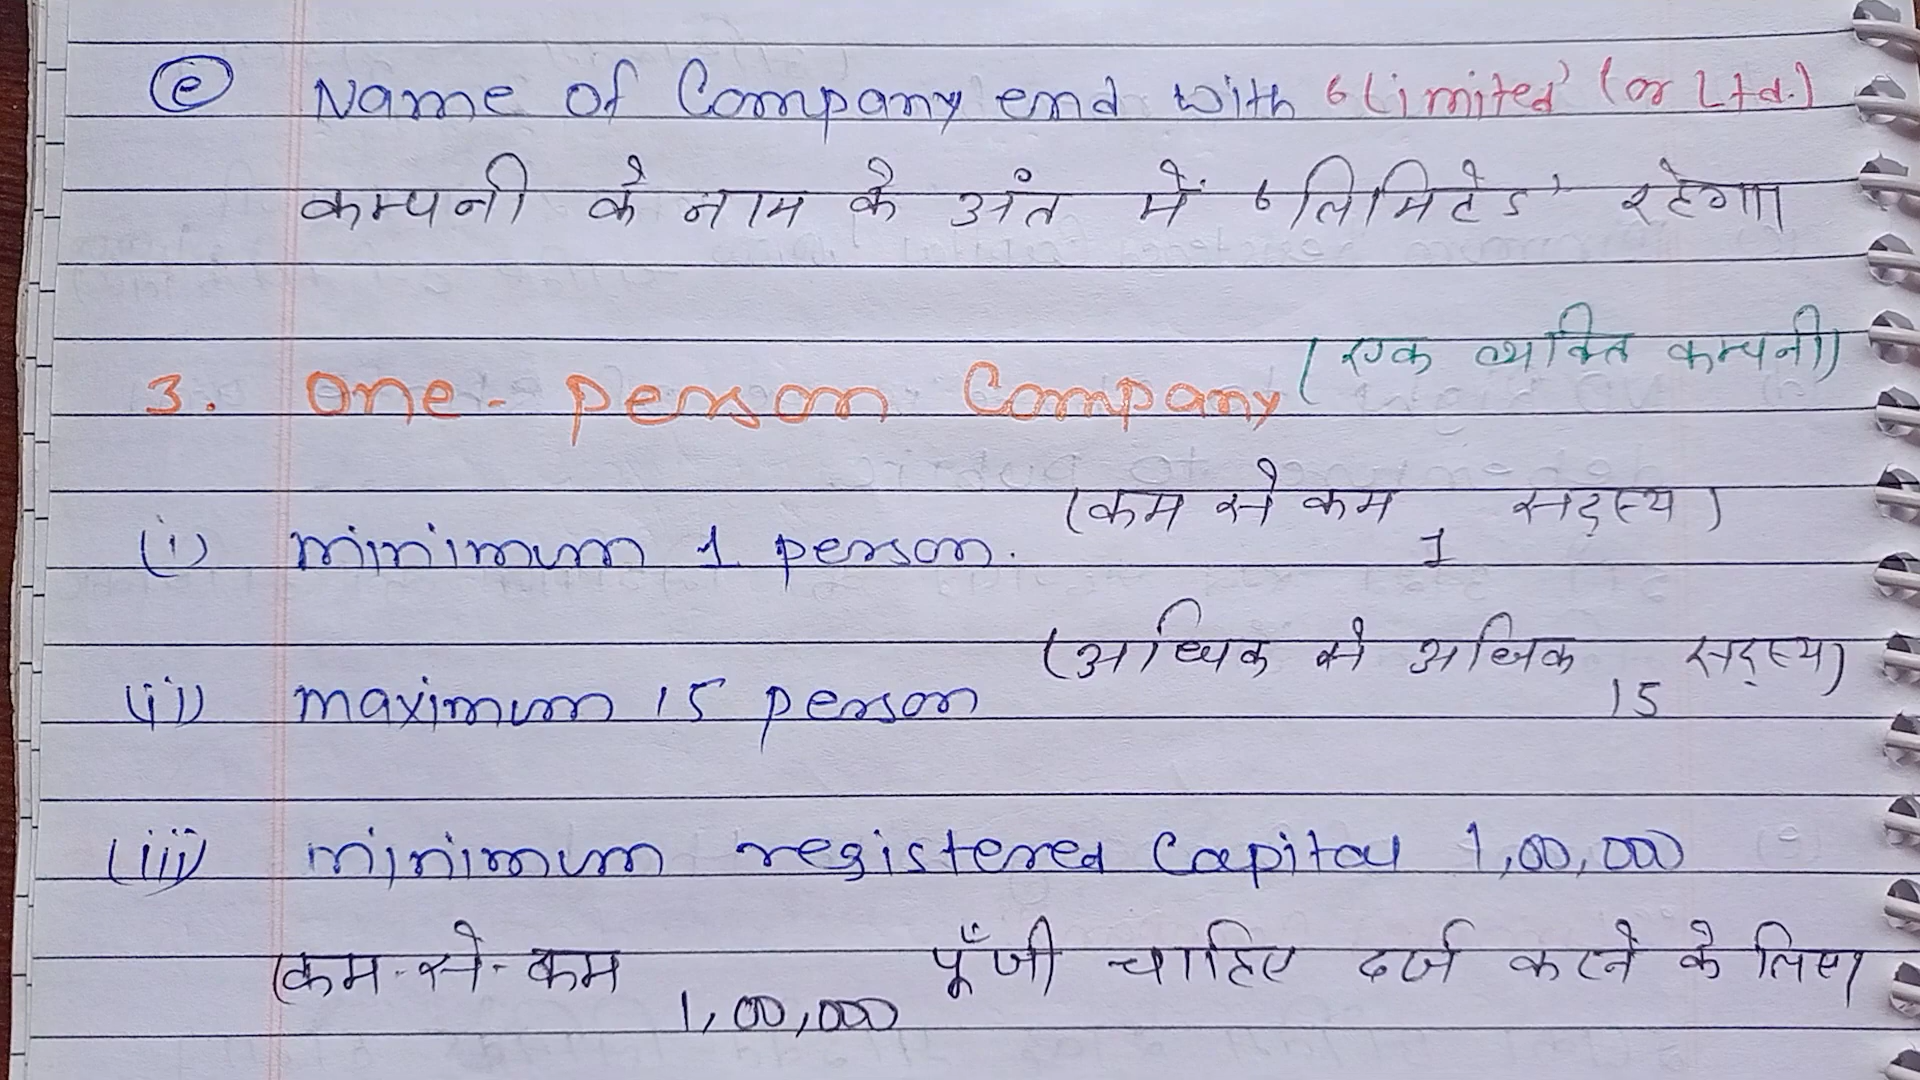 (e) Name of Company end with 'Limited' (or Ltd.)
कम्पनी के नाम के अंत में 'लिमिटेड' रहेगा।
3. One-person Company (एक व्यक्ति कम्पनी)
(i) minimum 1 person. (कम से कम 1 सदस्य)
(ii) maximum 15 person (अधिक से अधिक 15 सदस्य)
(iii) minimum registered Capital 1,00,000
(कम-से-कम 1,00,000 पूँजी चाहिए दर्ज करने के लिए)